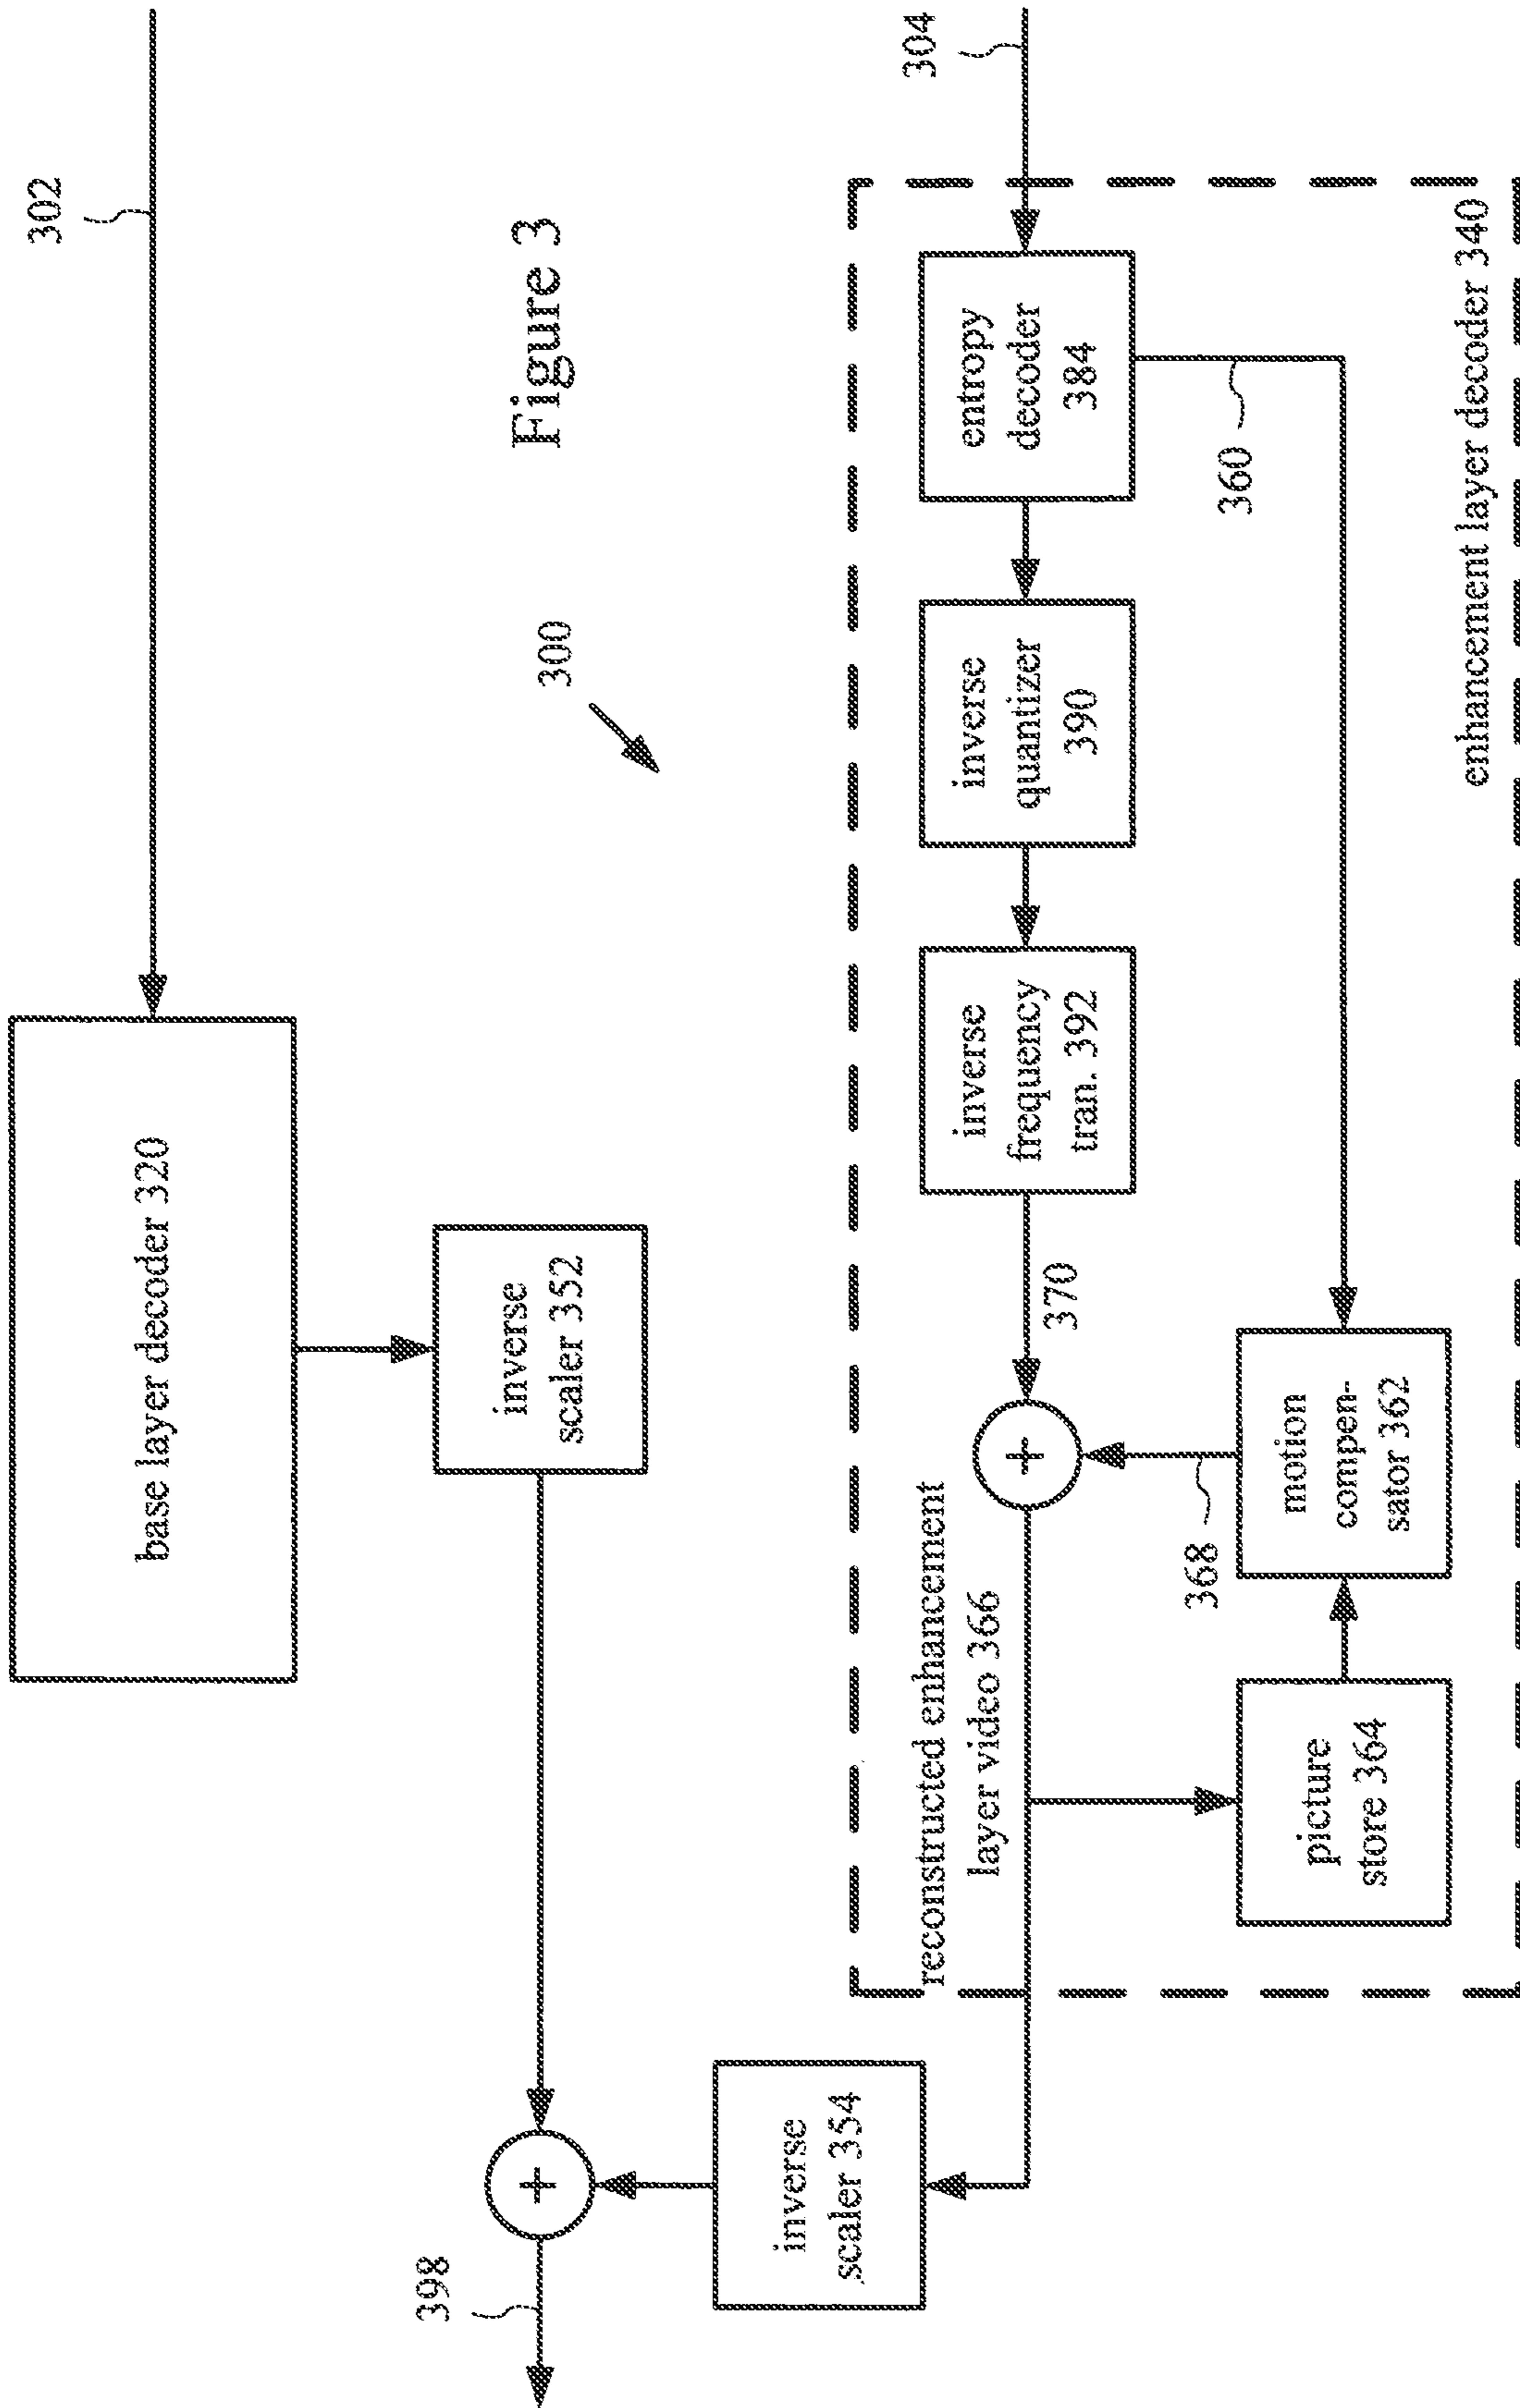 302
base layer decoder 320
Figure 3
300
inverse
scaler 352
398
304
entropy
decoder
384
inverse
quantizer
390
inverse
frequency
tran. 392
370
360
reconstructed enhancement
layer video 366
368
motion
compen-
sator 362
picture
store 364
inverse
scaler 354
enhancement layer decoder 340